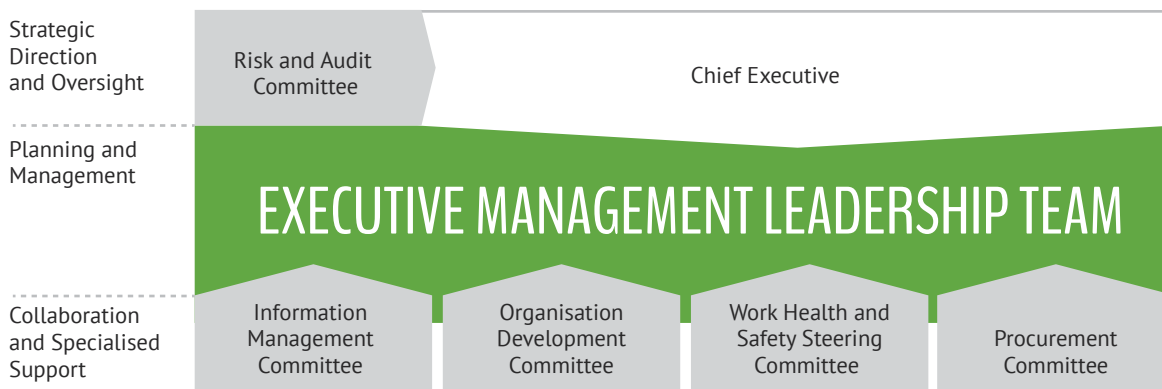 Strategic
Direction
and Oversight
Risk and Audit
Committee
Chief Executive
Planning and
Management
EXECUTIVE MANAGEMENT LEADERSHIP TEAM
Collaboration
and Specialised
Support
Information
Management
Committee
Organisation
Development
Committee
Work Health and
Safety Steering
Committee
Procurement
Committee